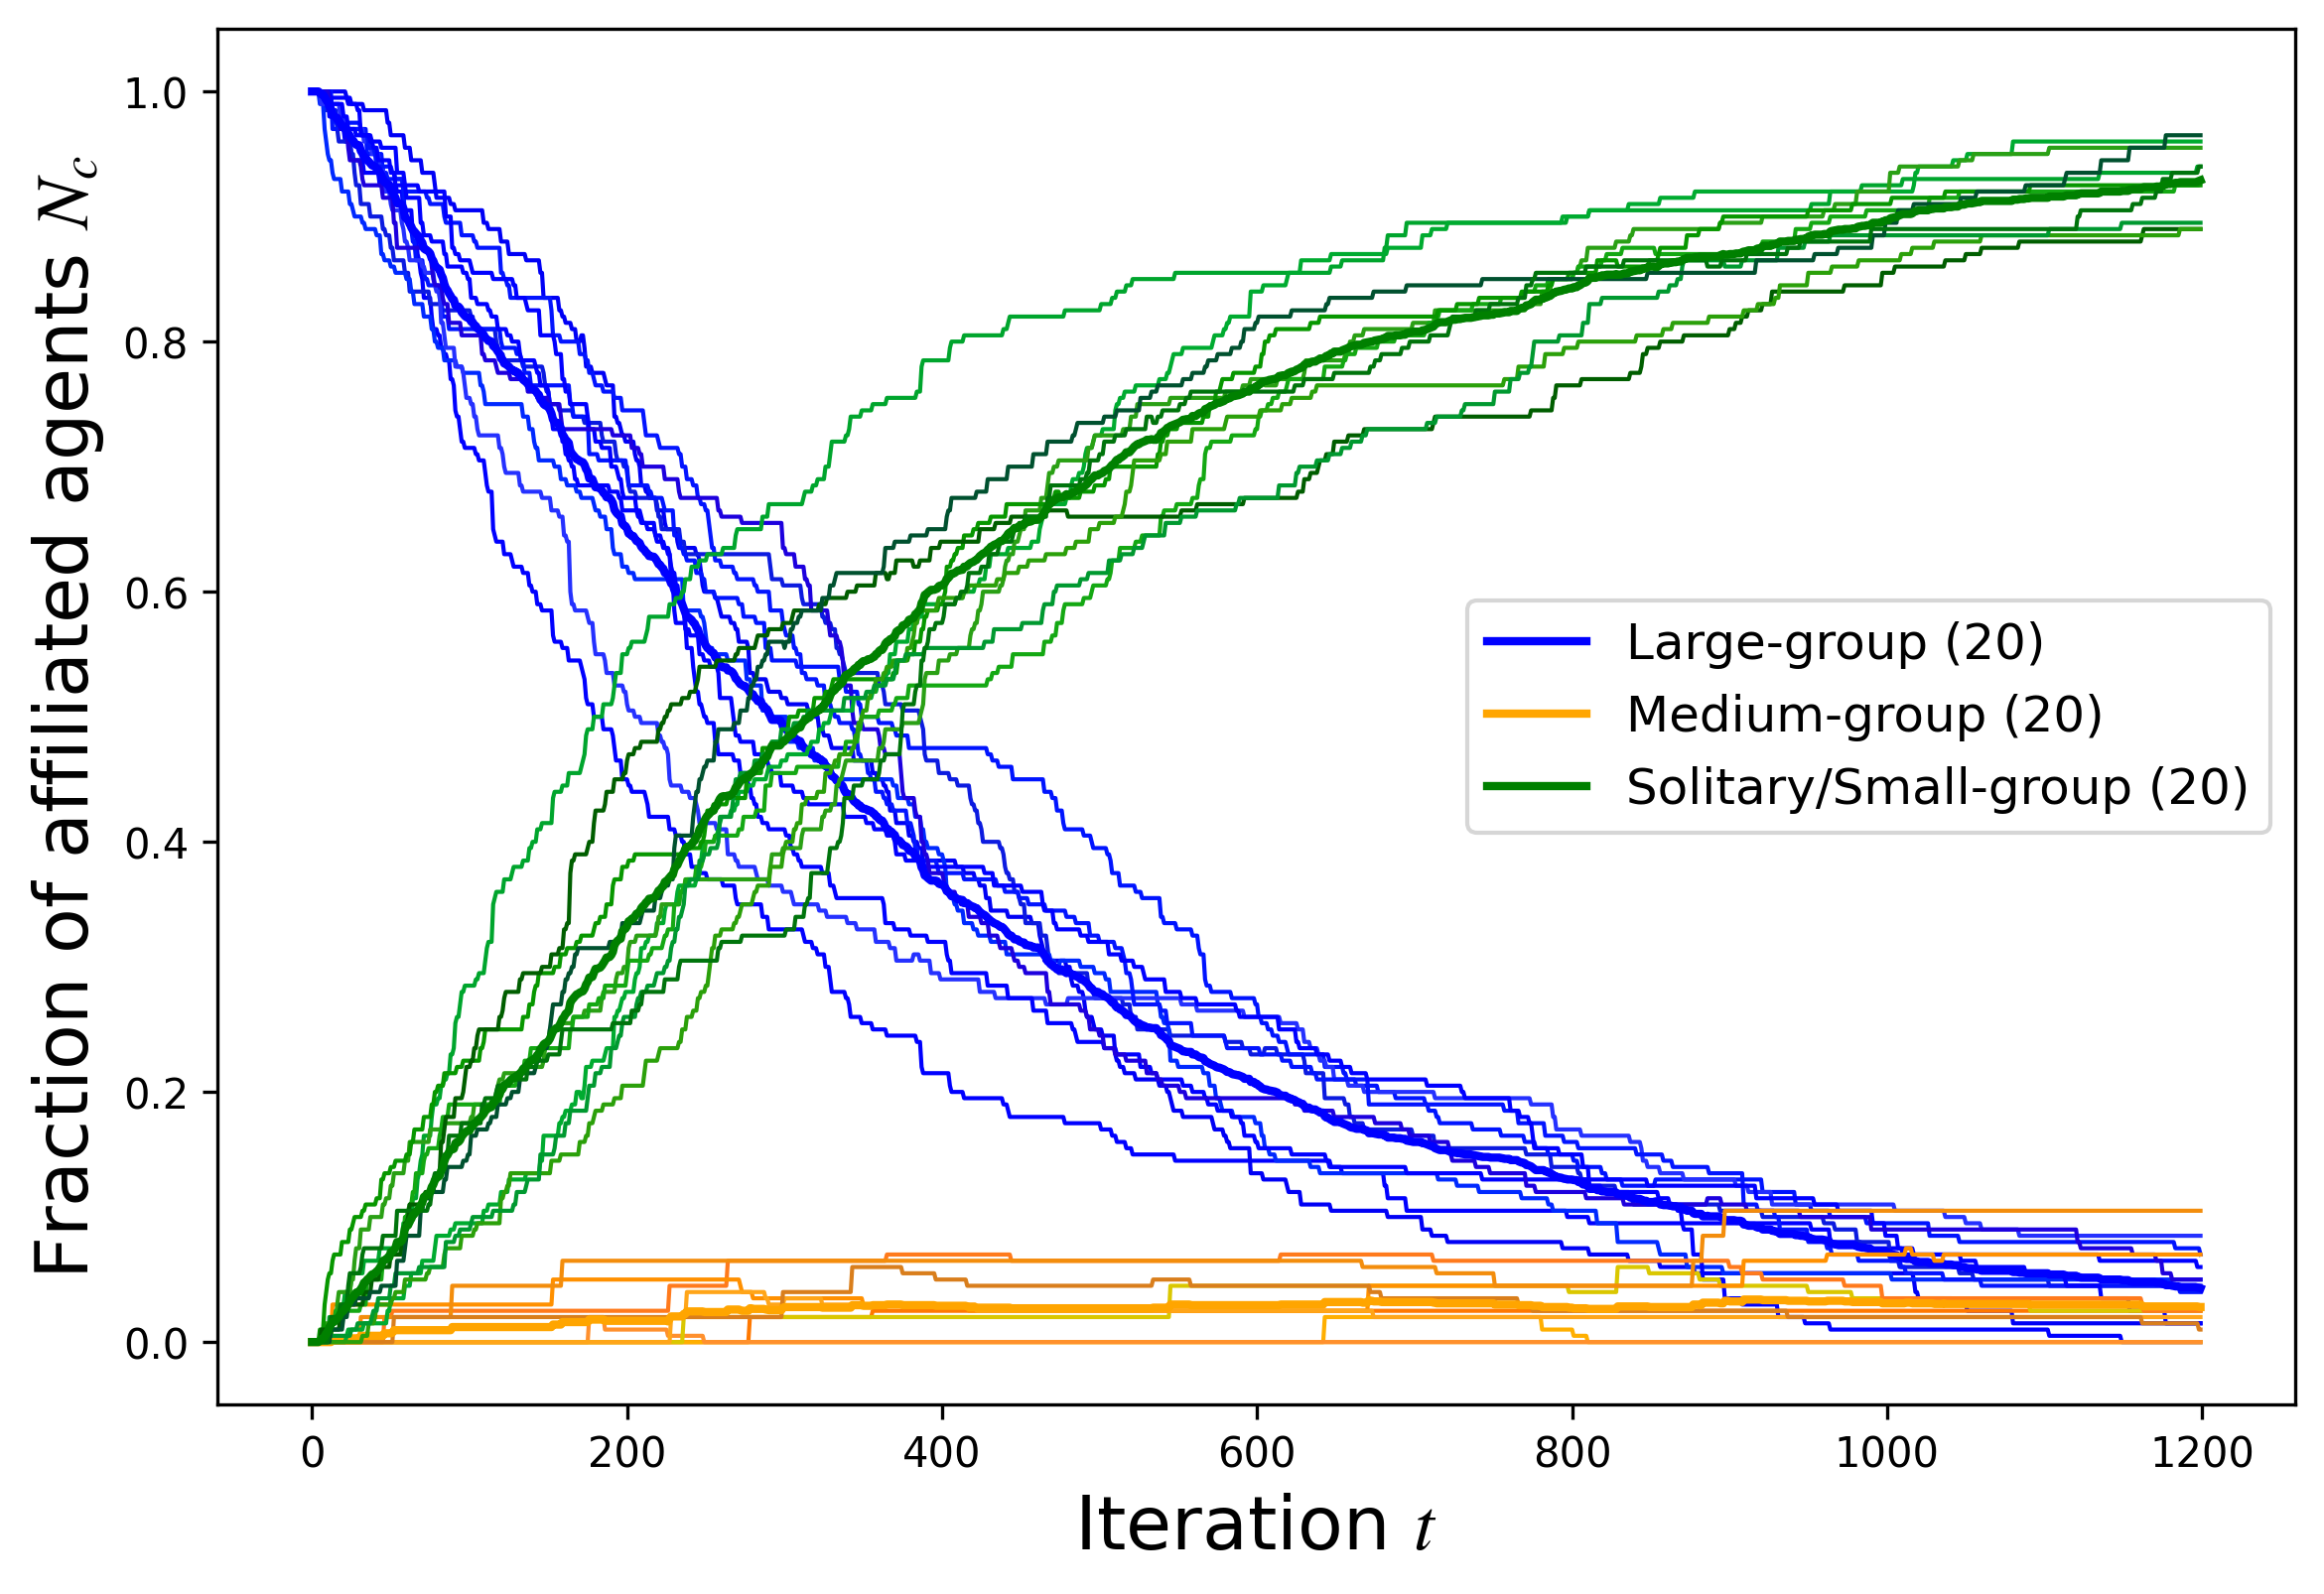 Fraction of affiliated agents N_c
1.0
0.8
0.6
0.4
0.2
0.0
Large-group (20)
Medium-group (20)
Solitary/Small-group (20)
0 200 400 600 800 1000 1200
Iteration t